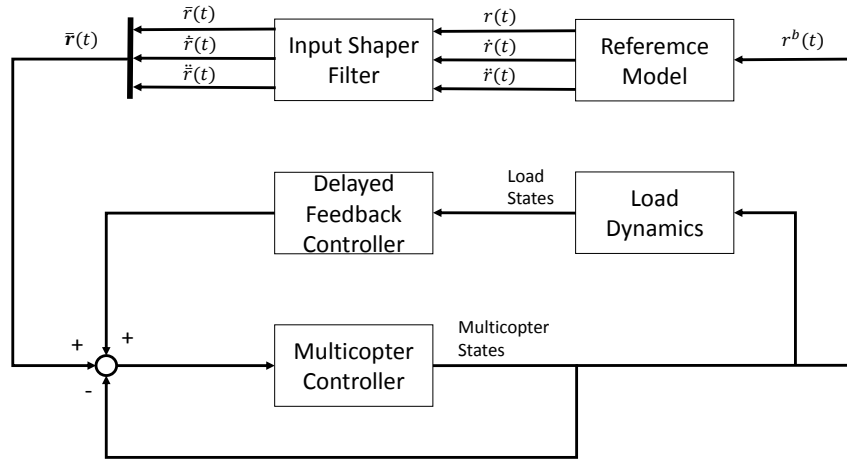 r̄(t)
r̄(t)
ṙ̄(t)
r̈̄(t)
Input Shaper
Filter
r(t)
ṙ(t)
r̈(t)
Referemce
Model
r^b(t)
Delayed
Feedback
Controller
Load
States
Load
Dynamics
+
+
-
Multicopter
Controller
Multicopter
States